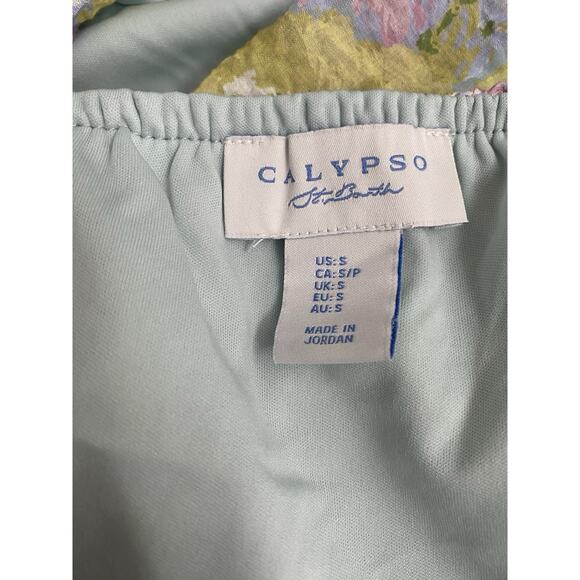 CALYPSO
St. Barth
US: S
CA: S/P
UK: S
EU: S
AU: S
MADE IN
JORDAN